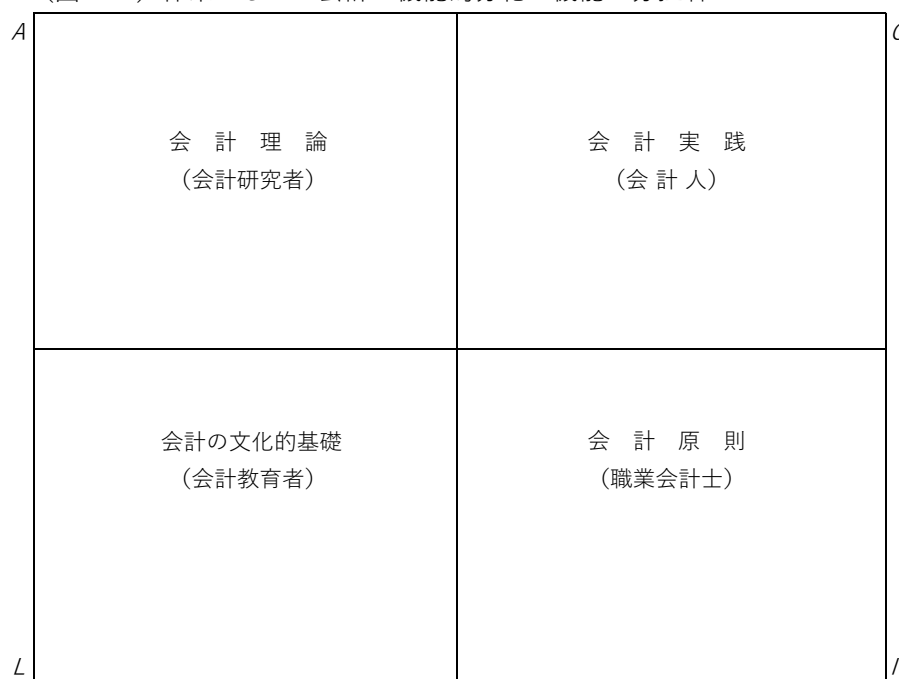 A
会 計 理 論
(会計研究者)
会 計 実 践
(会 計 人)
会計の文化的基礎
(会計教育者)
会 計 原 則
(職業会計士)
L
I